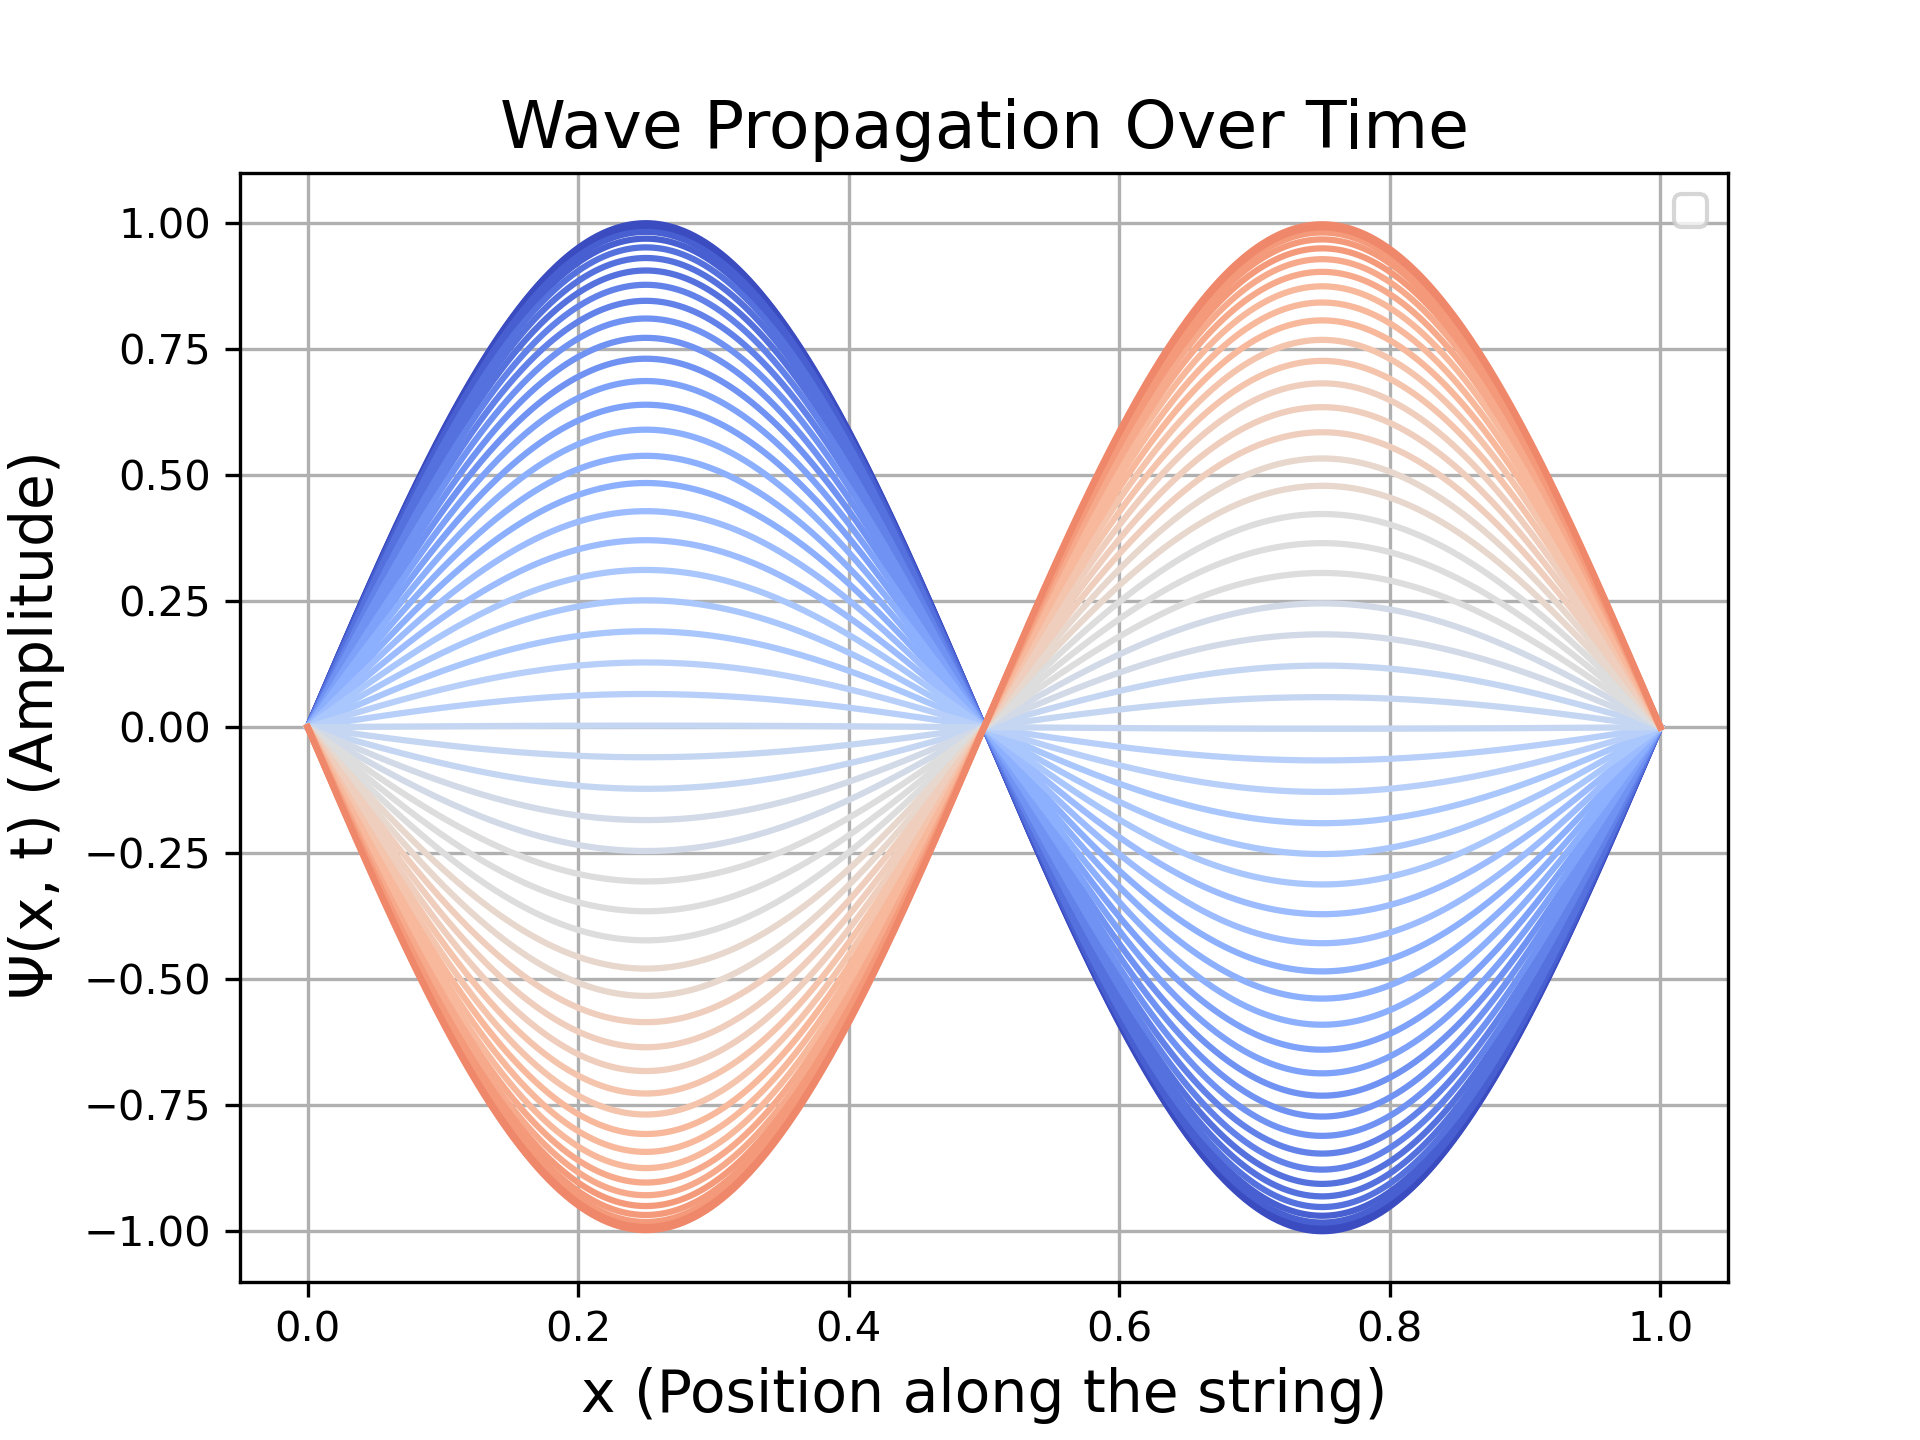 Wave Propagation Over Time
Ψ(x, t) (Amplitude)
1.00
0.75
0.50
0.25
0.00
−0.25
−0.50
−0.75
−1.00
0.0 0.2 0.4 0.6 0.8 1.0
x (Position along the string)